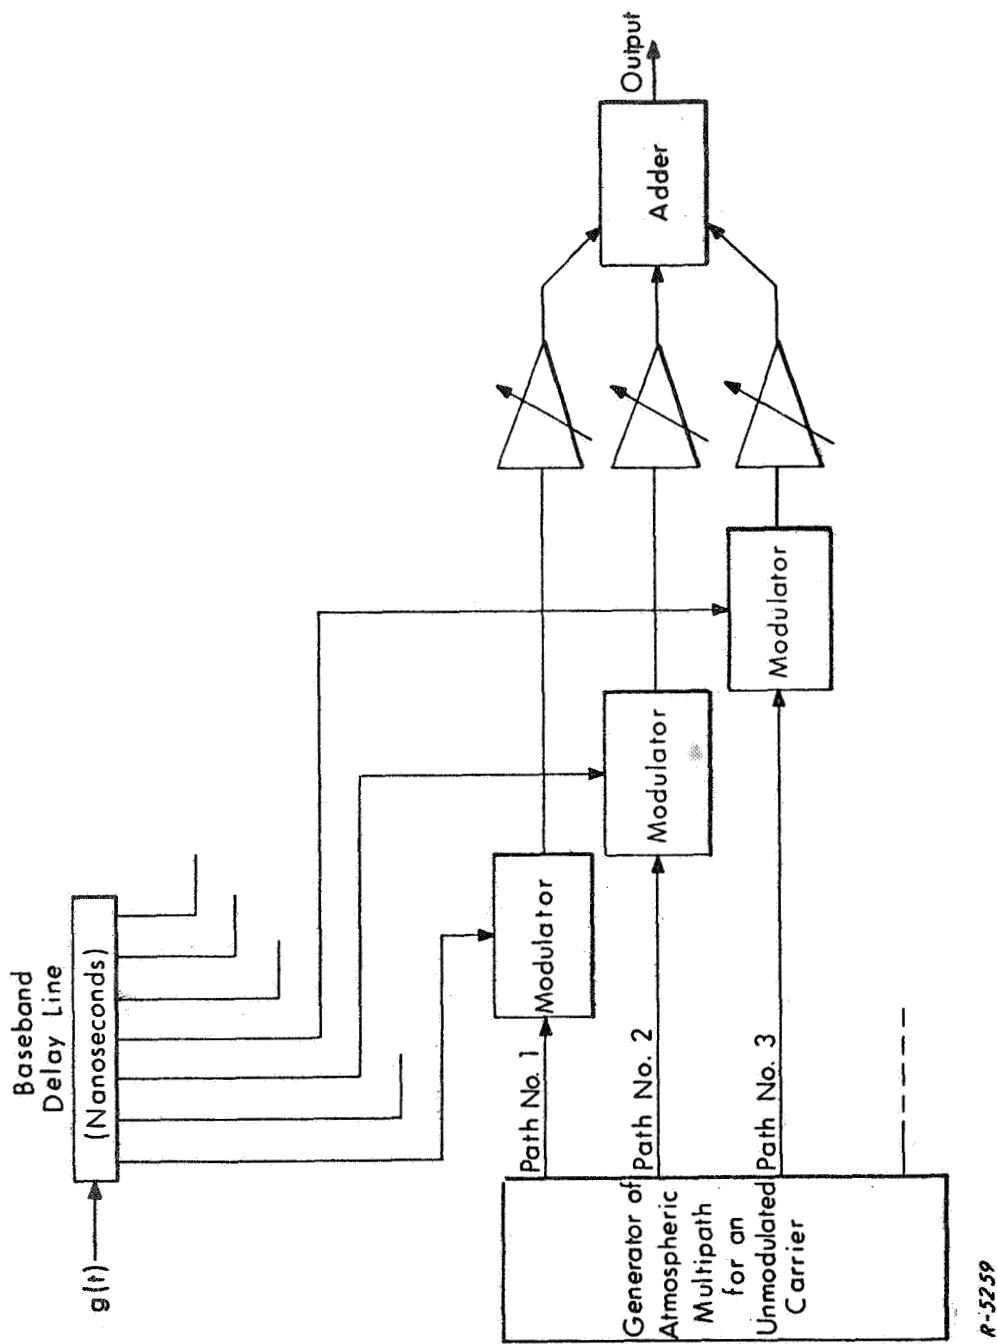 Baseband
Delay Line
g(t)
(Nanoseconds)
Generator of
Atmospheric
Multipath
for an
Unmodulated
Carrier
Path No. 1
Path No. 2
Path No. 3
Modulator
Modulator
Modulator
Adder
Output
R-5259